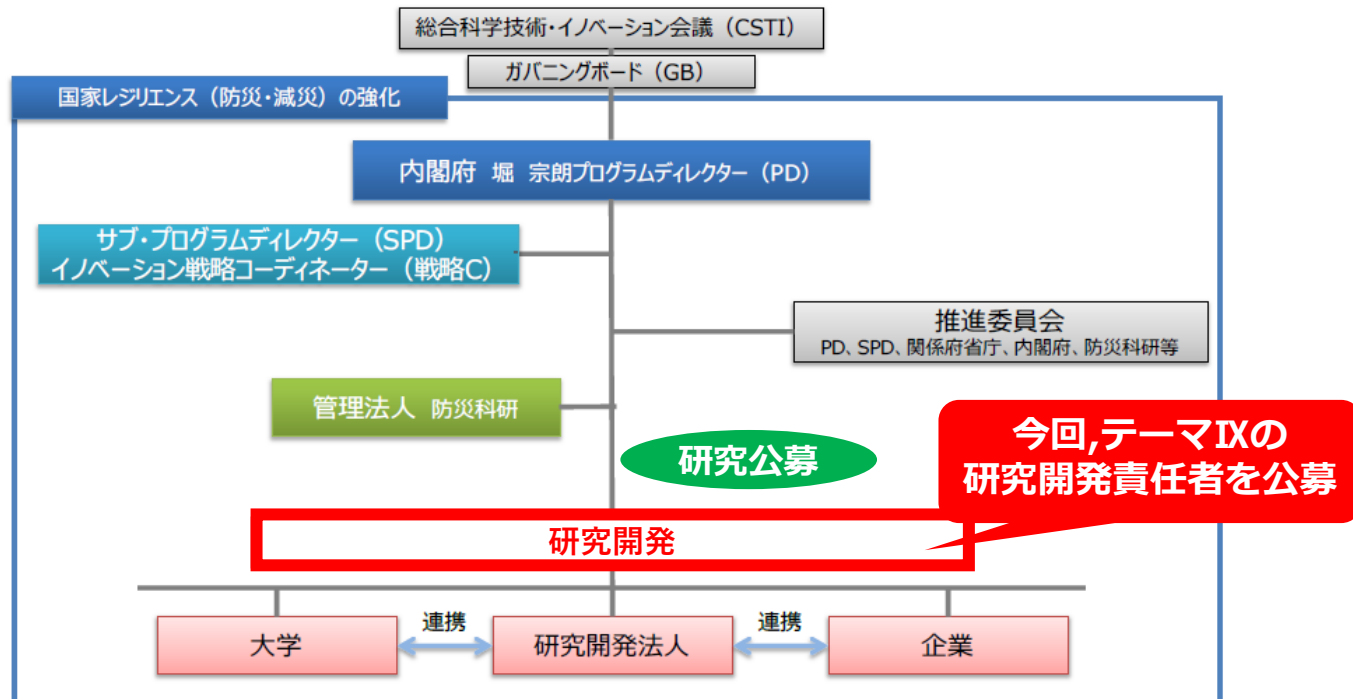 総合科学技術・イノベーション会議（CSTI）
ガバニングボード（GB）
国家レジリエンス（防災・減災）の強化
内閣府 堀 宗朗プログラムディレクター（PD）
サブ・プログラムディレクター（SPD）
イノベーション戦略コーディネーター（戦略C）
推進委員会
PD、SPD、関係府省庁、内閣府、防災科研等
管理法人 防災科研
研究公募
今回,テーマⅨの
研究開発責任者を公募
研究開発
大学
連携
研究開発法人
連携
企業